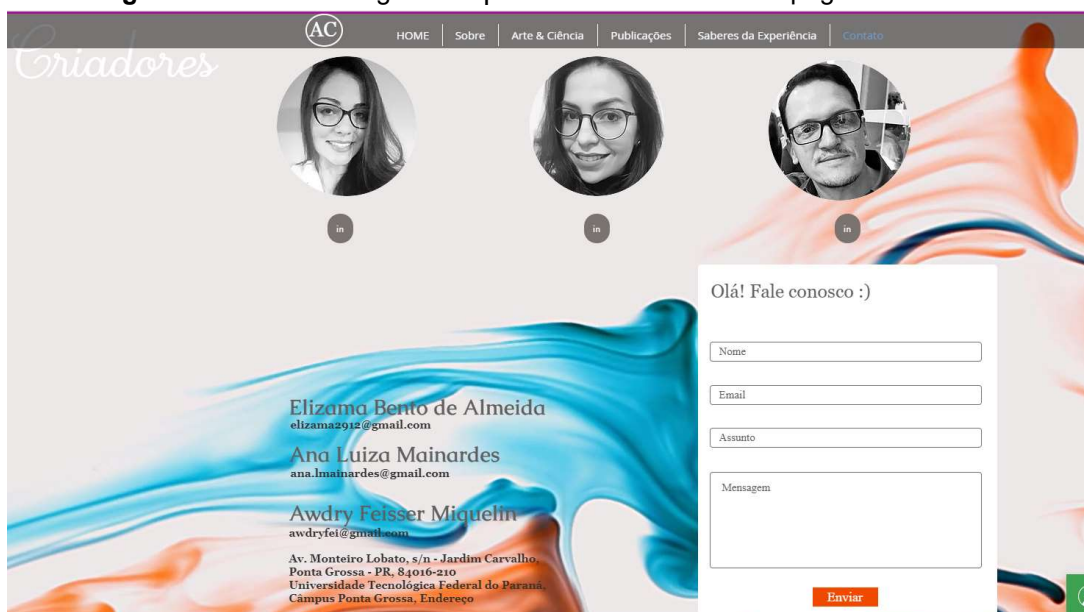 AC
HOME
Sobre
Arte & Ciência
Publicações
Saberes da Experiência
Contato
Criadores
in
in
in
Olá! Fale conosco :)
Nome
Email
Assunto
Mensagem
Enviar
Elizama Bento de Almeida
elizama2912@gmail.com
Ana Luiza Mainardes
ana.lmainardes@gmail.com
Awdry Feisser Miquelin
awdryfei@gmail.com
Av. Monteiro Lobato, s/n - Jardim Carvalho,
Ponta Grossa - PR, 84016-210
Universidade Tecnológica Federal do Paraná,
Câmpus Ponta Grossa, Endereço